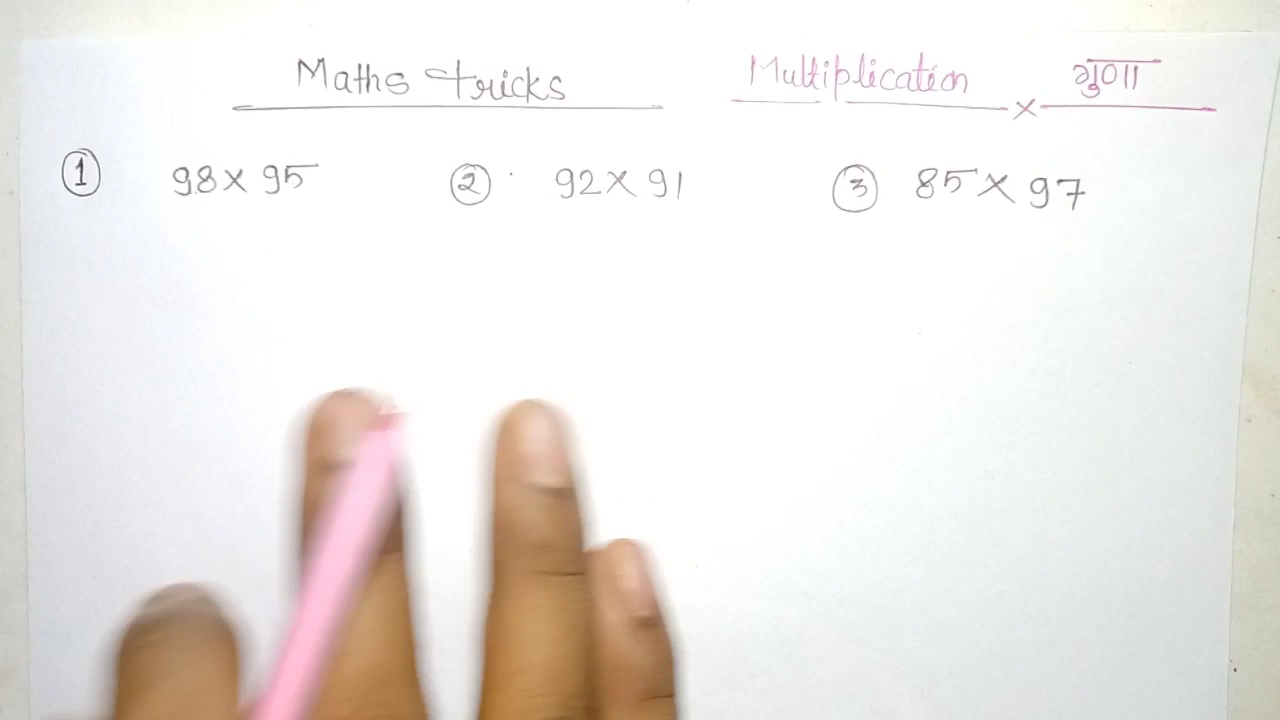 Maths tricks Multiplication × गुणा
① 98 × 95 ② 92 × 91 ③ 85 × 97